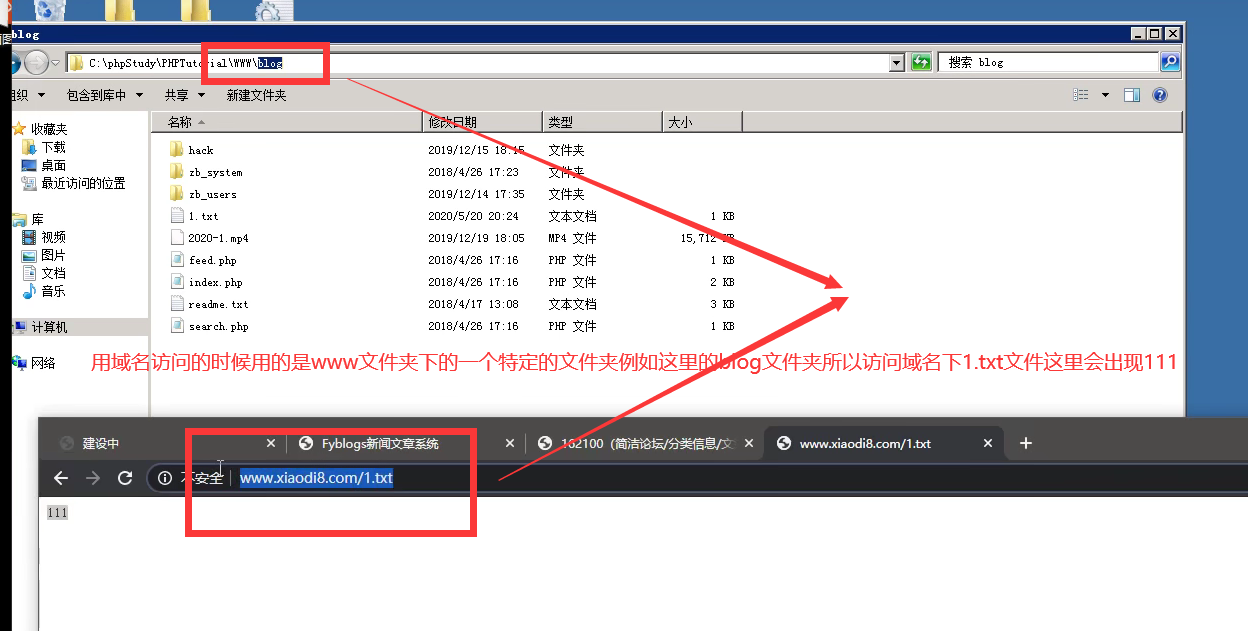 blog
C:\phpStudy\PHPTutorial\WWW\blog
搜索 blog
组织 包含到库中 共享 新建文件夹
收藏夹
下载
桌面
最近访问的位置
库
视频
图片
文档
音乐
计算机
网络
名称 修改日期 类型 大小
hack 2019/12/15 18:15 文件夹
zb_system 2018/4/26 17:23 文件夹
zb_users 2019/12/14 17:35 文件夹
1.txt 2020/5/20 20:24 文本文档 1 KB
2020-1.mp4 2019/12/19 18:05 MP4 文件 15,712 KB
feed.php 2018/4/26 17:16 PHP 文件 1 KB
index.php 2018/4/26 17:16 PHP 文件 2 KB
readme.txt 2018/4/17 13:08 文本文档 3 KB
search.php 2018/4/26 17:16 PHP 文件 1 KB
用域名访问的时候用的是www文件夹下的一个特定的文件夹例如这里的blog文件夹所以访问域名下1.txt文件这里会出现111
建设中 Fyblogs新闻文章系统 162100（简洁论坛/分类信息/文 www.xiaodi8.com/1.txt
不安全 www.xiaodi8.com/1.txt
111